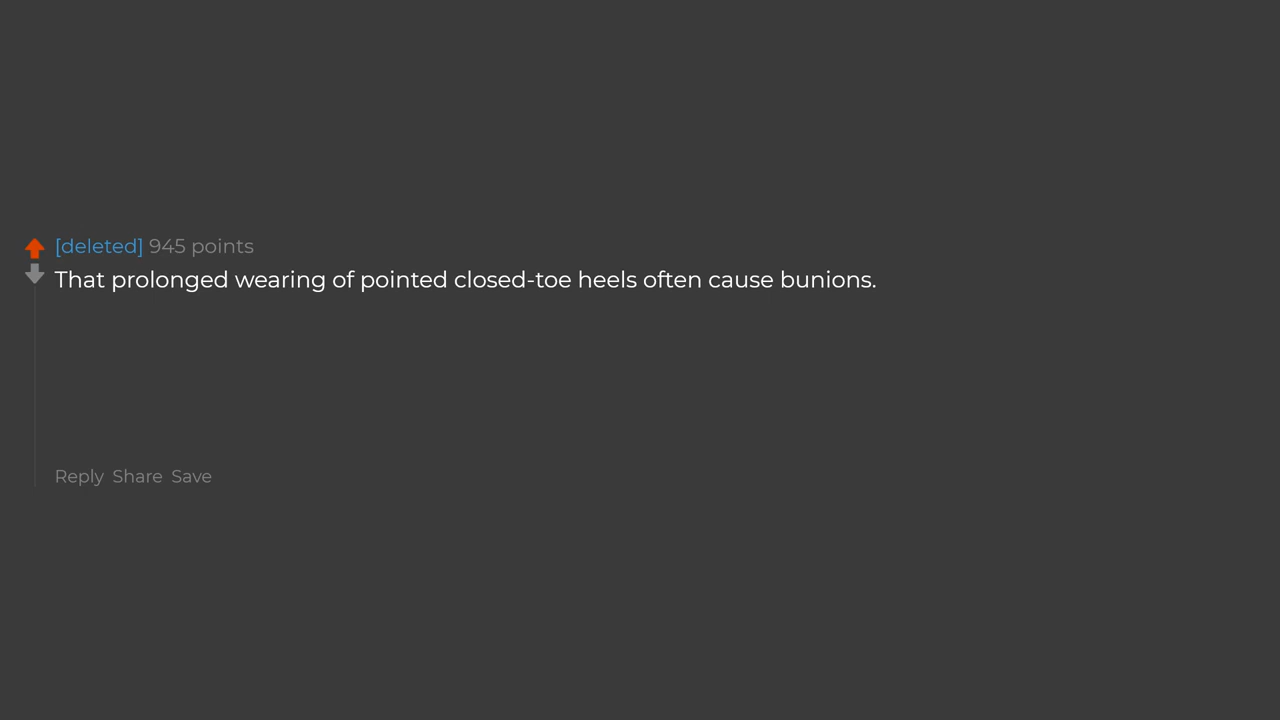 [deleted] 945 points
That prolonged wearing of pointed closed-toe heels often cause bunions.
Reply Share Save